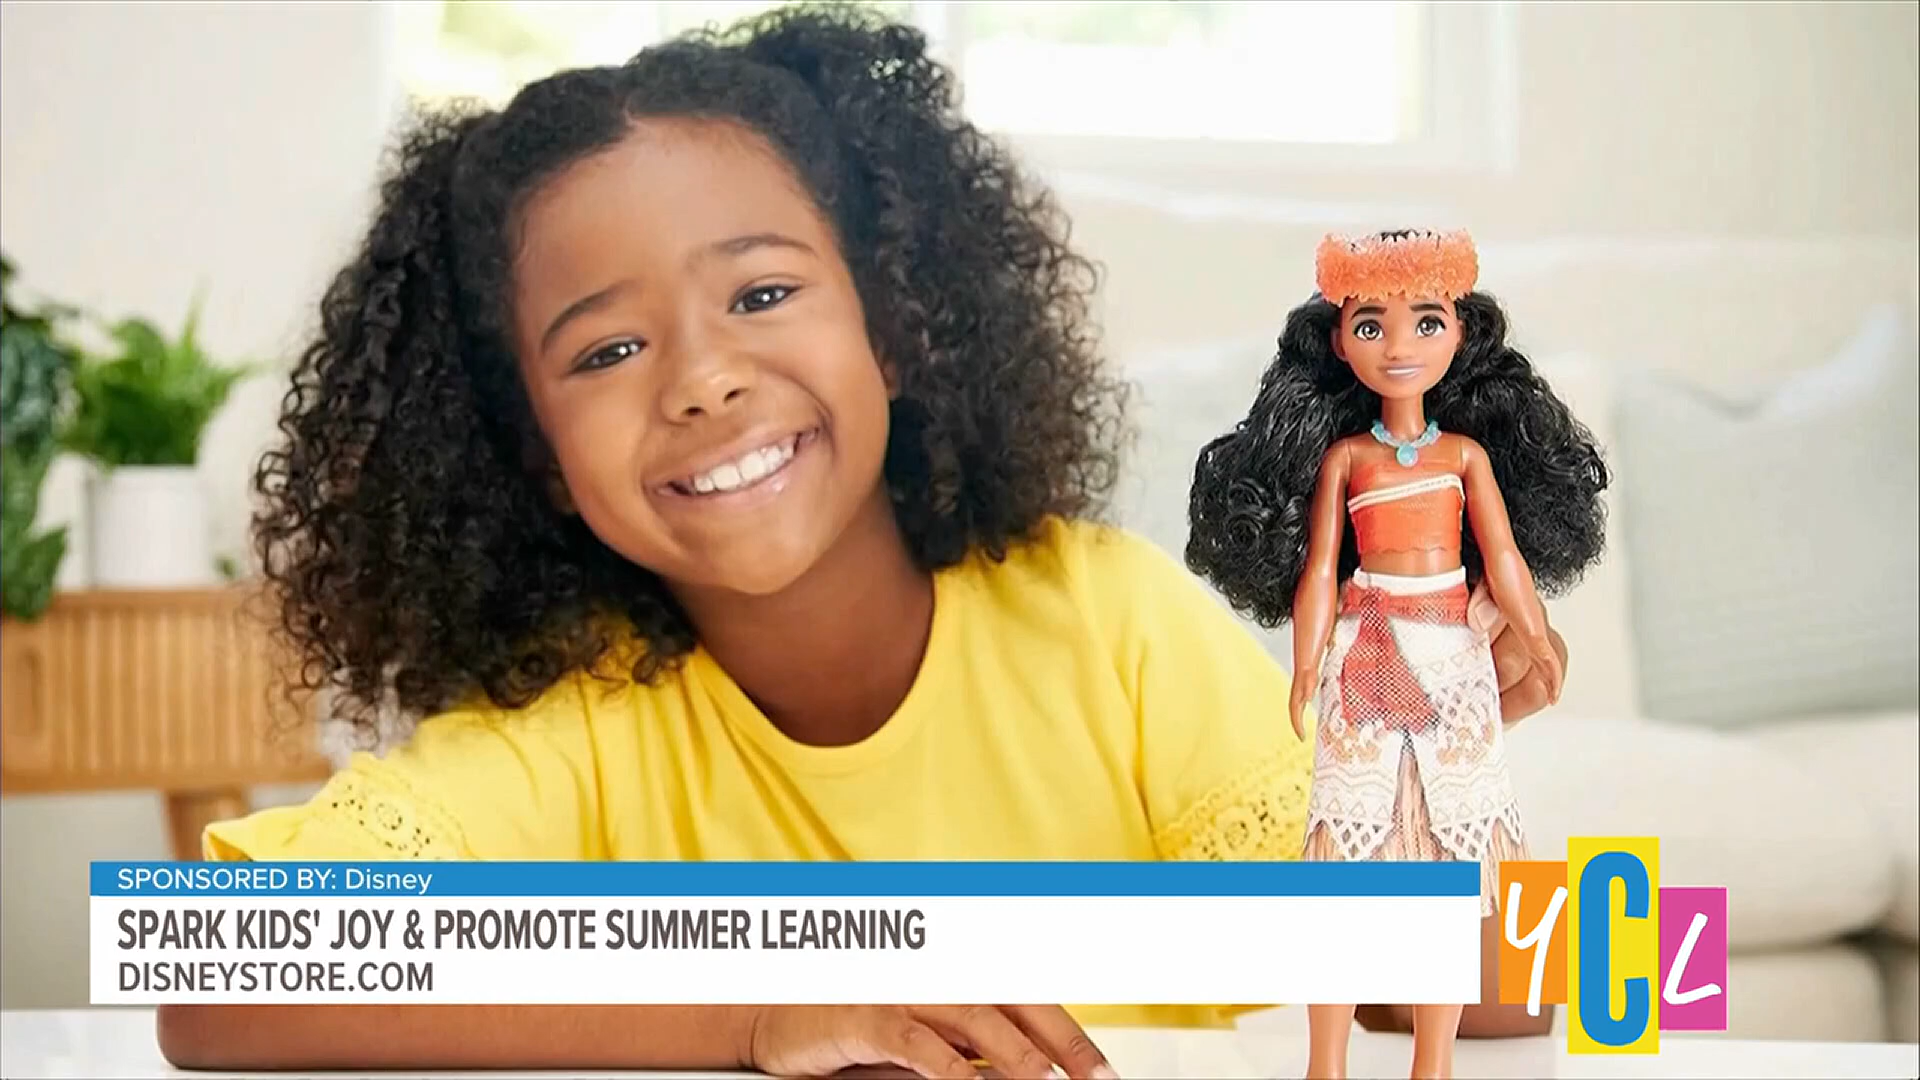 SPONSORED BY: Disney
SPARK KIDS' JOY & PROMOTE SUMMER LEARNING
DISNEYSTORE.COM
YCL